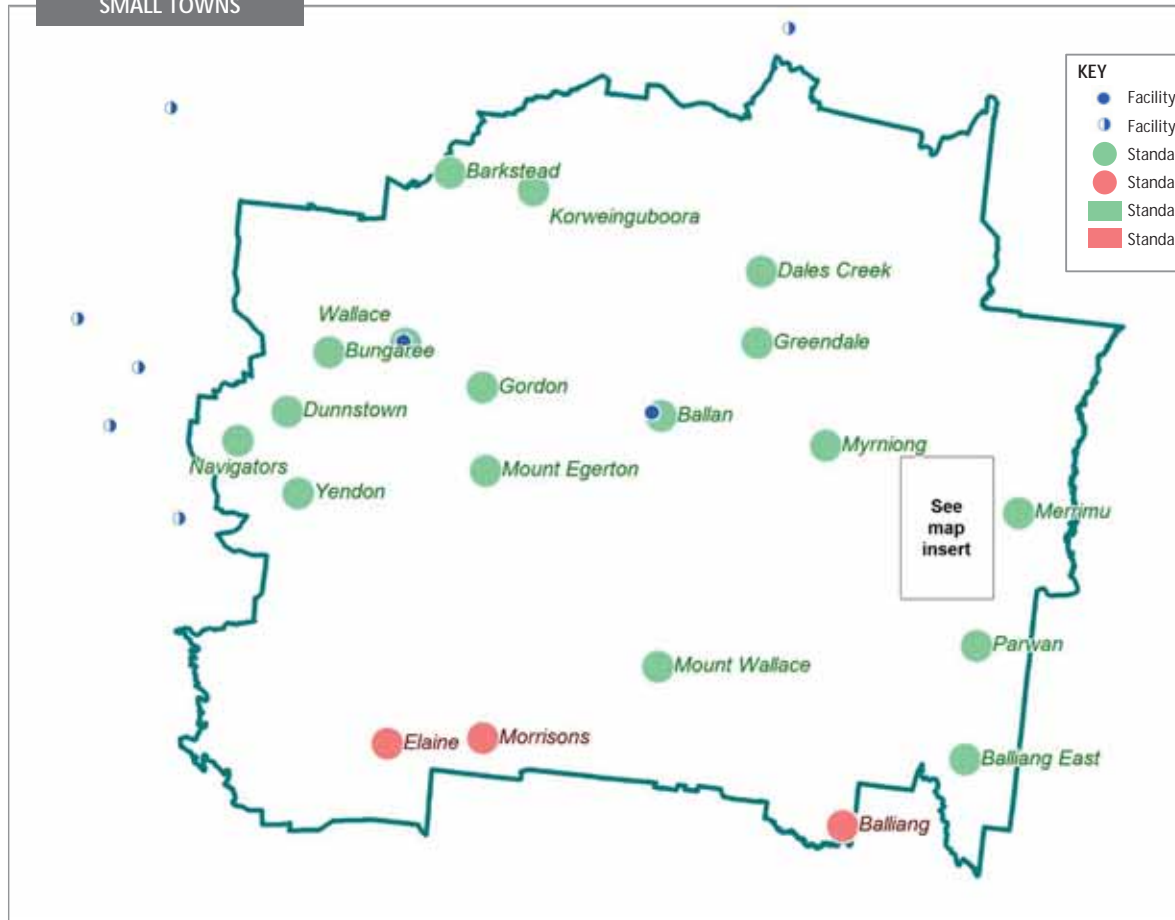 SMALL TOWNS
KEY
Facility
Facility
Standa
Standa
Standa
Standa
Barkstead
Korweinguboora
Dales Creek
Wallace
Bungaree
Greendale
Gordon
Dunnstown
Ballan
Myrniong
Navigators
Mount Egerton
Yendon
See
map
insert
Merrimu
Parwan
Mount Wallace
Elaine
Morrisons
Balliang East
Balliang